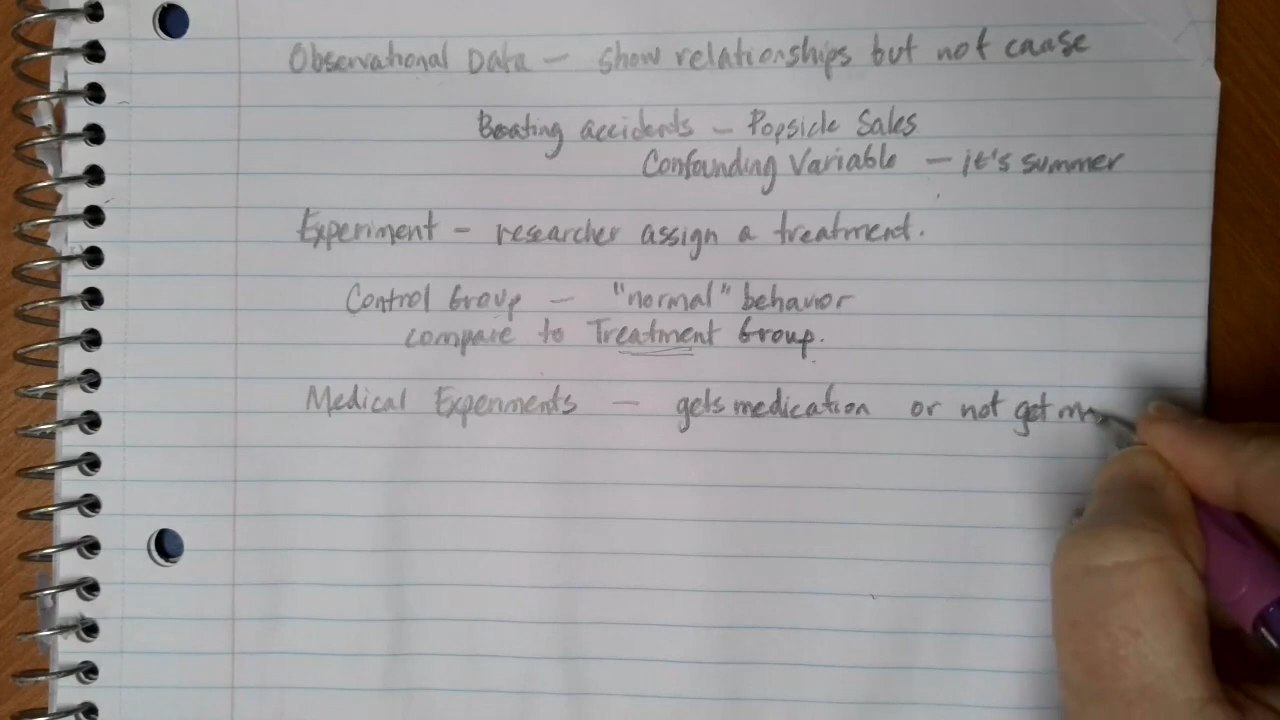 Observational Data – show relationships but not cause
Boating accidents – Popsicle Sales
Confounding Variable – it's summer
Experiment – researcher assign a treatment.
Control Group – "normal" behavior
compare to Treatment Group.
Medical Experiments – gets medication or not get